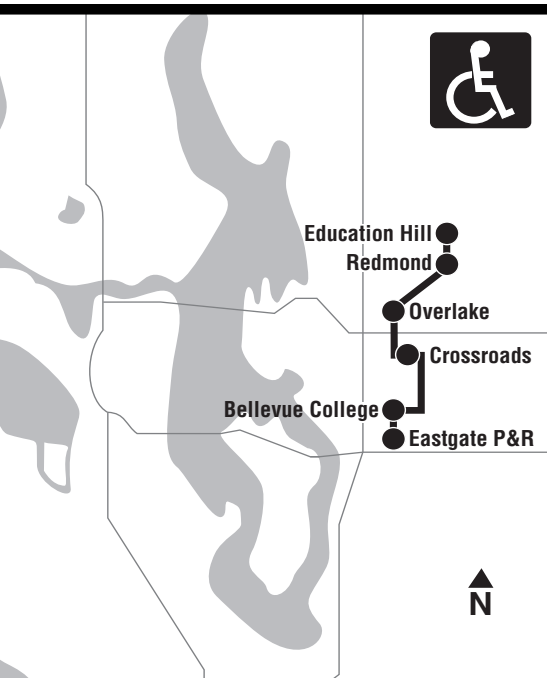 Education Hill
Redmond
Overlake
Crossroads
Bellevue College
Eastgate P&R
N